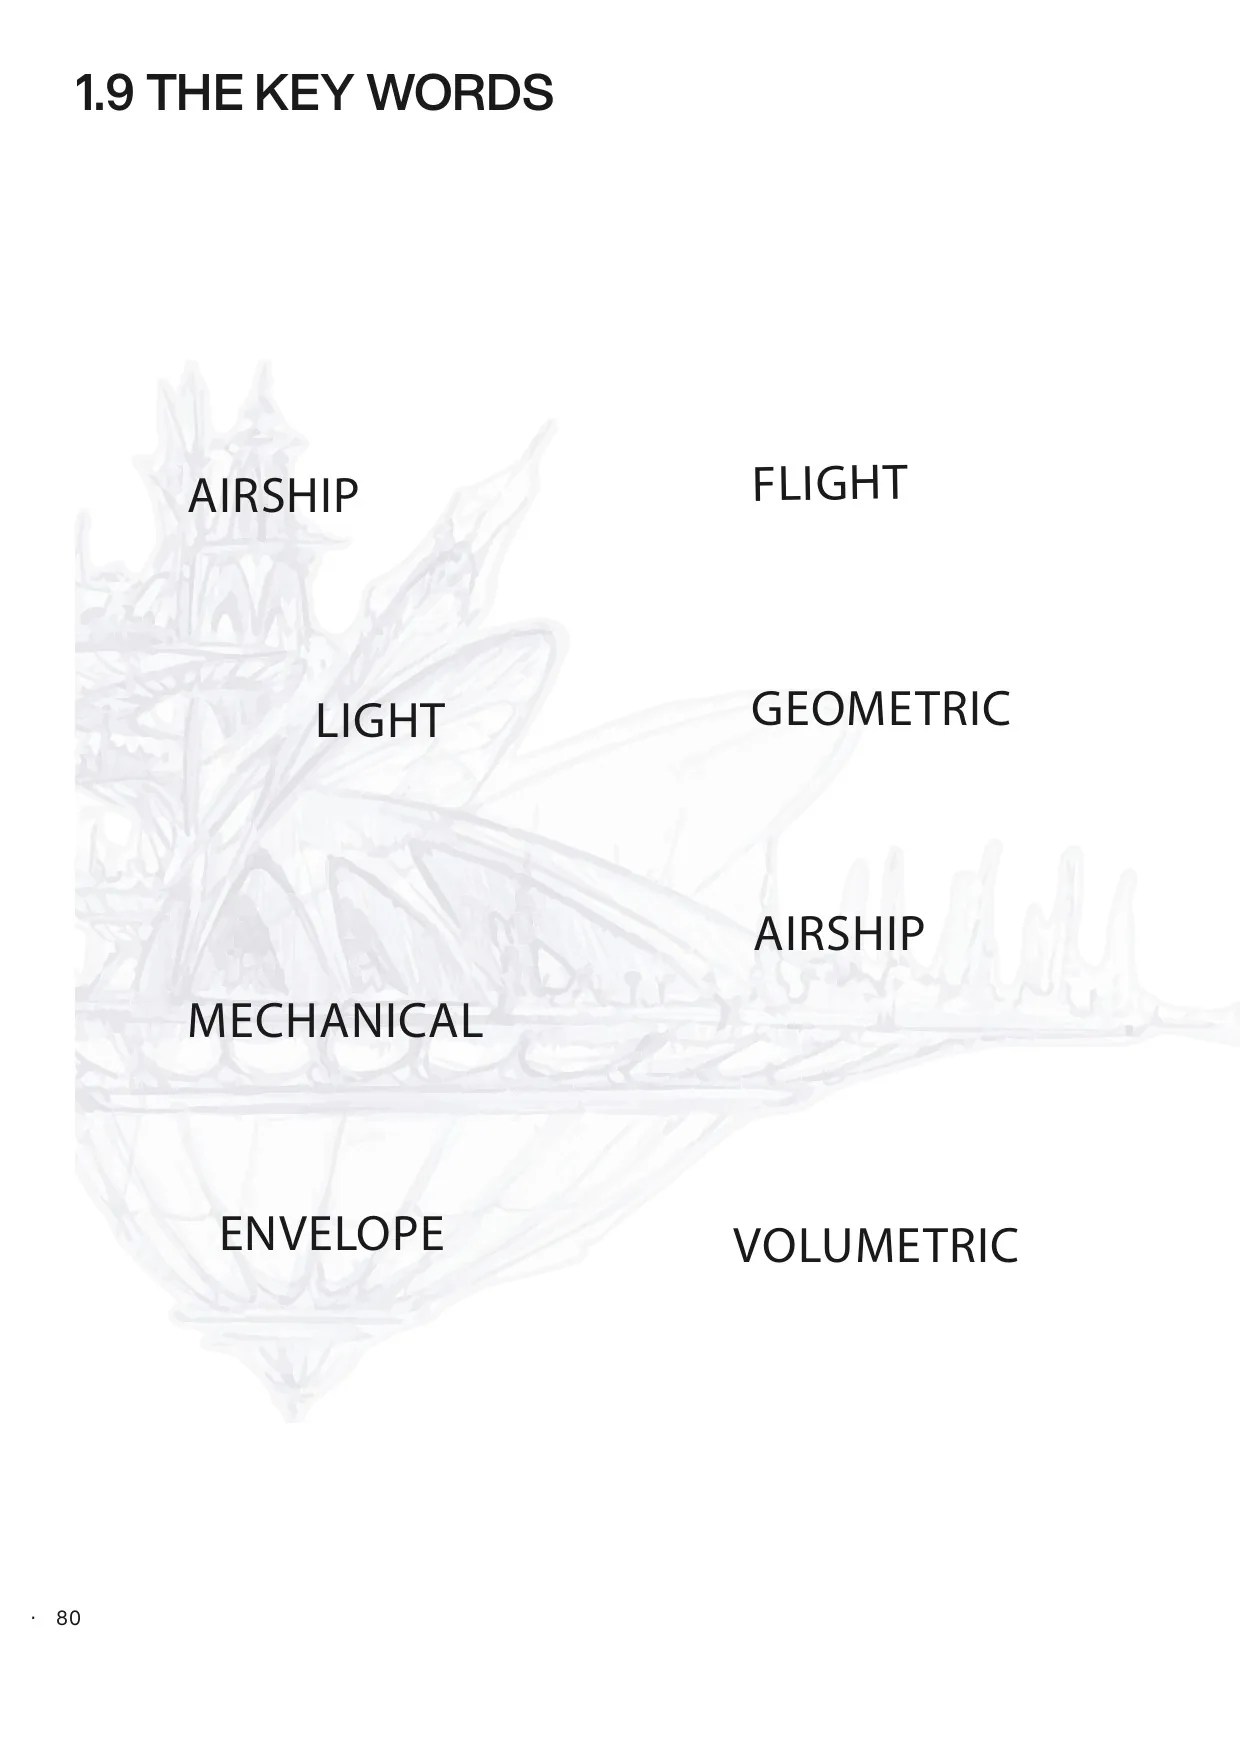 1.9 THE KEY WORDS
AIRSHIP
FLIGHT
LIGHT
GEOMETRIC
AIRSHIP
MECHANICAL
ENVELOPE
VOLUMETRIC
· 80